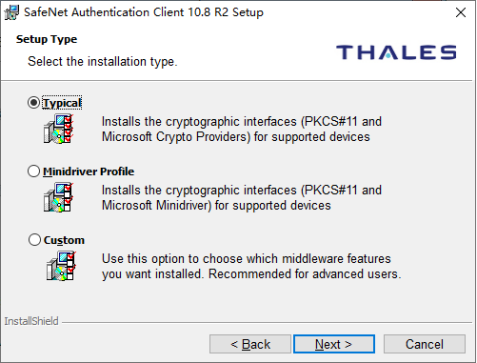 SafeNet Authentication Client 10.8 R2 Setup
Setup Type
Select the installation type.
THALES
Typical
Installs the cryptographic interfaces (PKCS#11 and
Microsoft Crypto Providers) for supported devices
Minidriver Profile
Installs the cryptographic interfaces (PKCS#11 and
Microsoft Minidriver) for supported devices
Custom
Use this option to choose which middleware features
you want installed. Recommended for advanced users.
InstallShield
< Back
Next >
Cancel